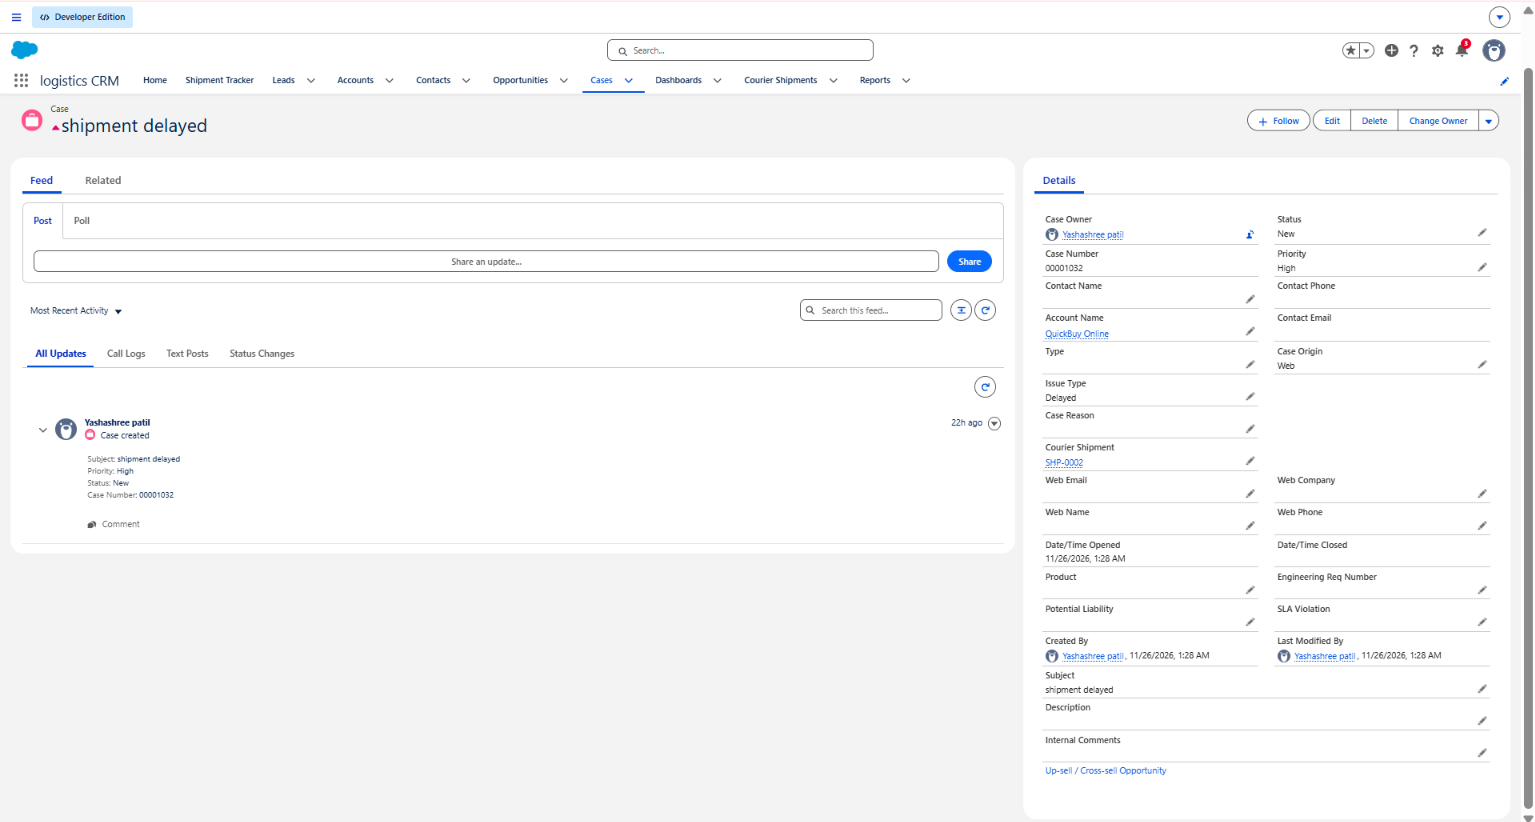 Developer Edition
Search...
3
logistics CRM
Home
Shipment Tracker
Leads
Accounts
Contacts
Opportunities
Cases
Dashboards
Courier Shipments
Reports
Case
shipment delayed
Follow
Edit
Delete
Change Owner
Feed
Related
Post
Poll
Share an update...
Share
Most Recent Activity
Search this feed...
All Updates
Call Logs
Text Posts
Status Changes
Yashashree patil
Case created
22h ago
Subject: shipment delayed
Priority: High
Status: New
Case Number: 00001032
Comment
Details
Case Owner
Yashashree patil
Status
New
Case Number
00001032
Priority
High
Contact Name
Contact Phone
Account Name
QuickBuy Online
Contact Email
Type
Case Origin
Web
Issue Type
Delayed
Case Reason
Courier Shipment
SHP-0002
Web Email
Web Company
Web Name
Web Phone
Date/Time Opened
11/26/2026, 1:28 AM
Date/Time Closed
Product
Engineering Req Number
Potential Liability
SLA Violation
Created By
Yashashree patil, 11/26/2026, 1:28 AM
Last Modified By
Yashashree patil, 11/26/2026, 1:28 AM
Subject
shipment delayed
Description
Internal Comments
Up-sell / Cross-sell Opportunity